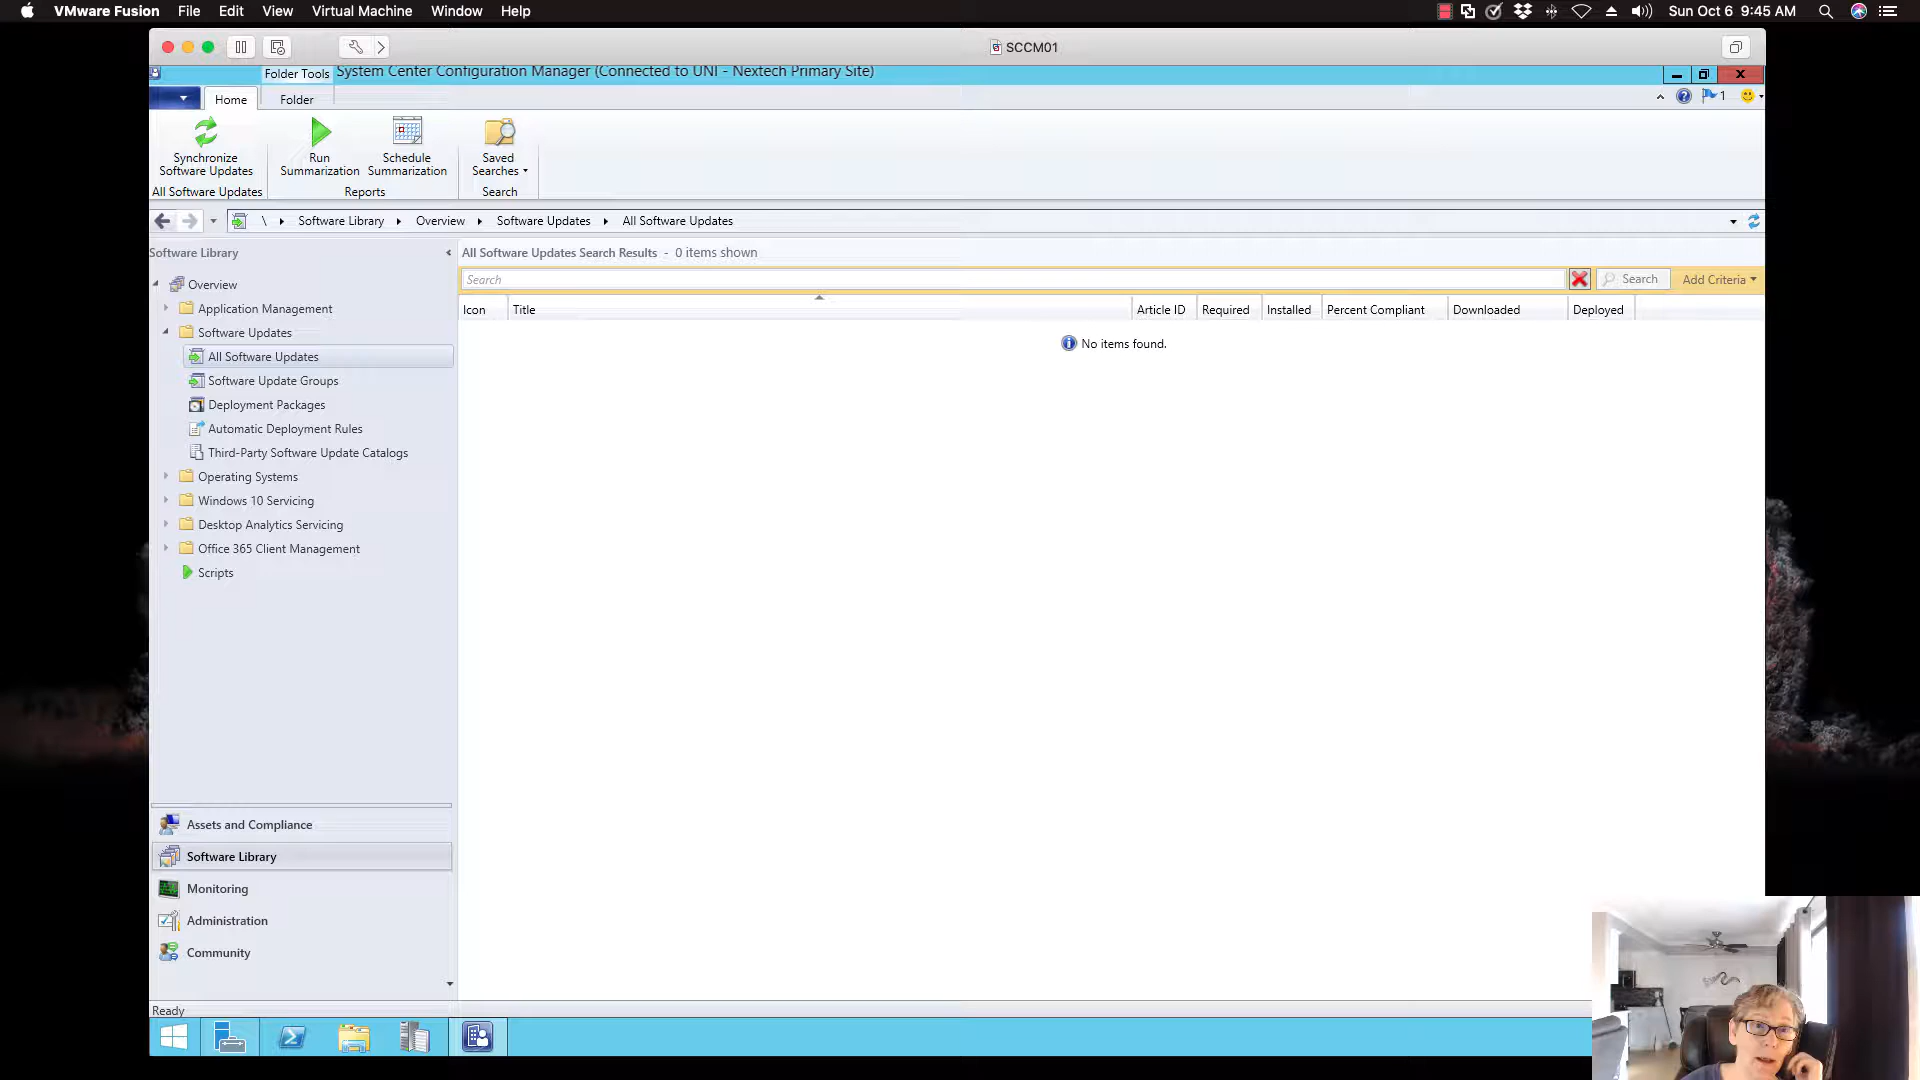 VMware Fusion File Edit View Virtual Machine Window Help Sun Oct 6 9:45 AM
SCCM01
Folder Tools System Center Configuration Manager (Connected to UNI - Nextech Primary Site)
Home Folder 1
Synchronize Software Updates
Run Summarization
Schedule Summarization
Saved Searches
All Software Updates Reports Search
\ Software Library Overview Software Updates All Software Updates
Software Library
All Software Updates Search Results - 0 items shown
Search Search Add Criteria
Icon Title Article ID Required Installed Percent Compliant Downloaded Deployed
No items found.
Overview
Application Management
Software Updates
All Software Updates
Software Update Groups
Deployment Packages
Automatic Deployment Rules
Third-Party Software Update Catalogs
Operating Systems
Windows 10 Servicing
Desktop Analytics Servicing
Office 365 Client Management
Scripts
Assets and Compliance
Software Library
Monitoring
Administration
Community
Ready